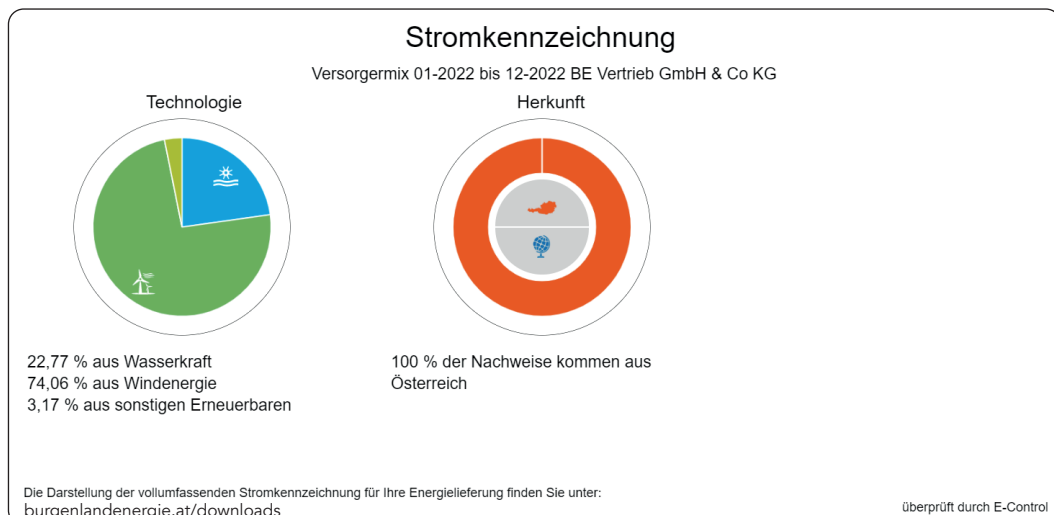 Stromkennzeichnung
Versorgermix 01-2022 bis 12-2022 BE Vertrieb GmbH & Co KG
Technologie
22,77 % aus Wasserkraft
74,06 % aus Windenergie
3,17 % aus sonstigen Erneuerbaren
Herkunft
100 % der Nachweise kommen aus
Österreich
Die Darstellung der vollumfassenden Stromkennzeichnung für Ihre Energielieferung finden Sie unter:
burgenlandenergie.at/downloads
überprüft durch E-Control